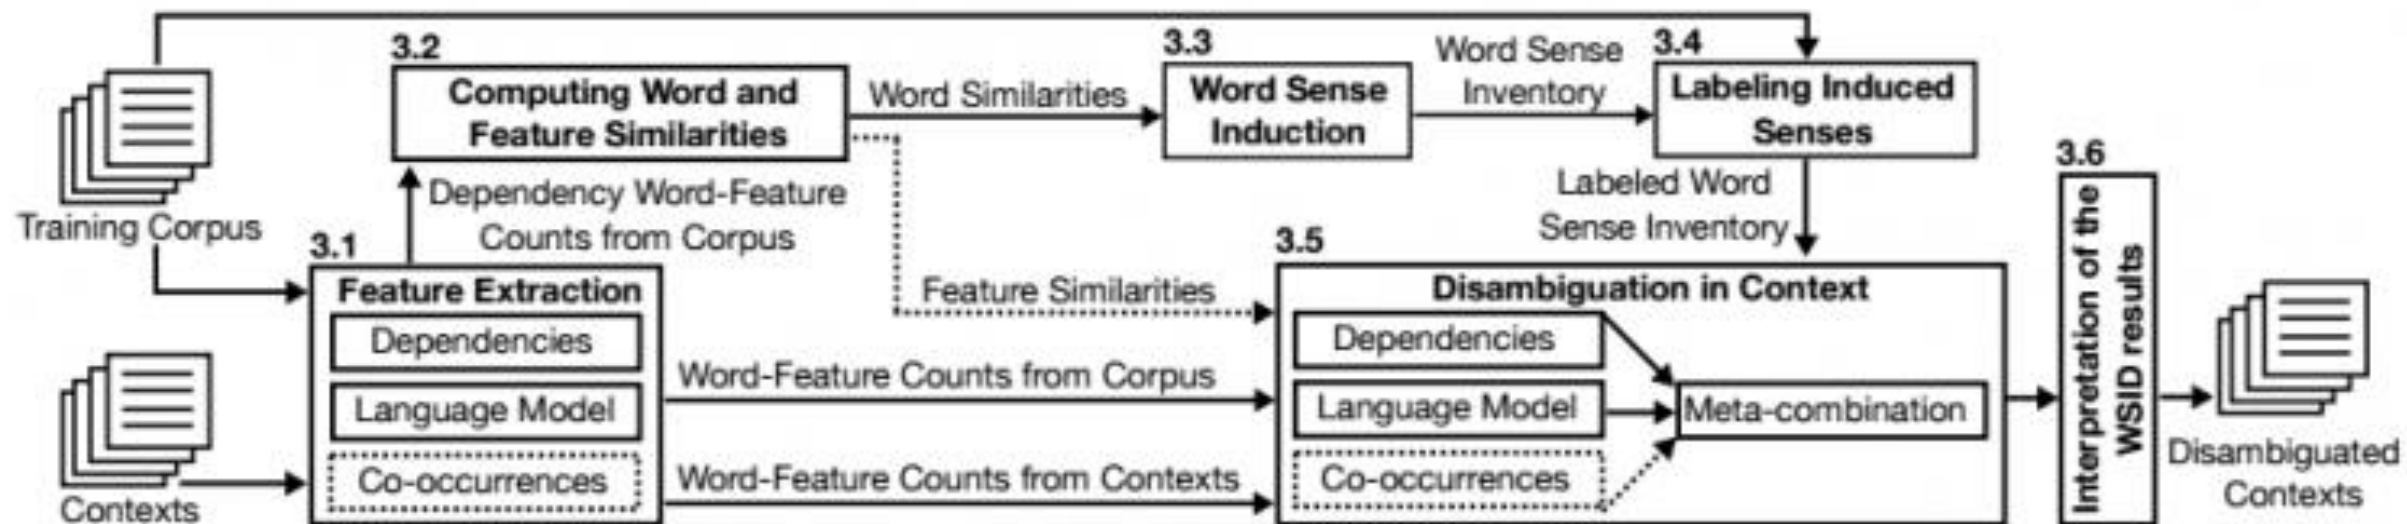 3.2
Computing Word and
Feature Similarities
Word Similarities
3.3
Word Sense
Induction
Word Sense
Inventory
3.4
Labeling Induced
Senses
Training Corpus
Dependency Word-Feature
Counts from Corpus
Labeled Word
Sense Inventory
3.1
Feature Extraction
Dependencies
Language Model
Co-occurrences
Contexts
Feature Similarities
Word-Feature Counts from Corpus
Word-Feature Counts from Contexts
3.5
Disambiguation in Context
Dependencies
Language Model
Co-occurrences
Meta-combination
3.6
Interpretation of the
WSID results
Disambiguated
Contexts